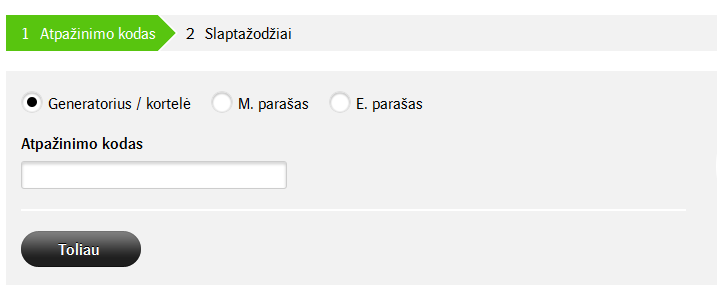 1 Atpažinimo kodas 2 Slaptažodžiai
Generatorius / kortelė M. parašas E. parašas
Atpažinimo kodas
Toliau